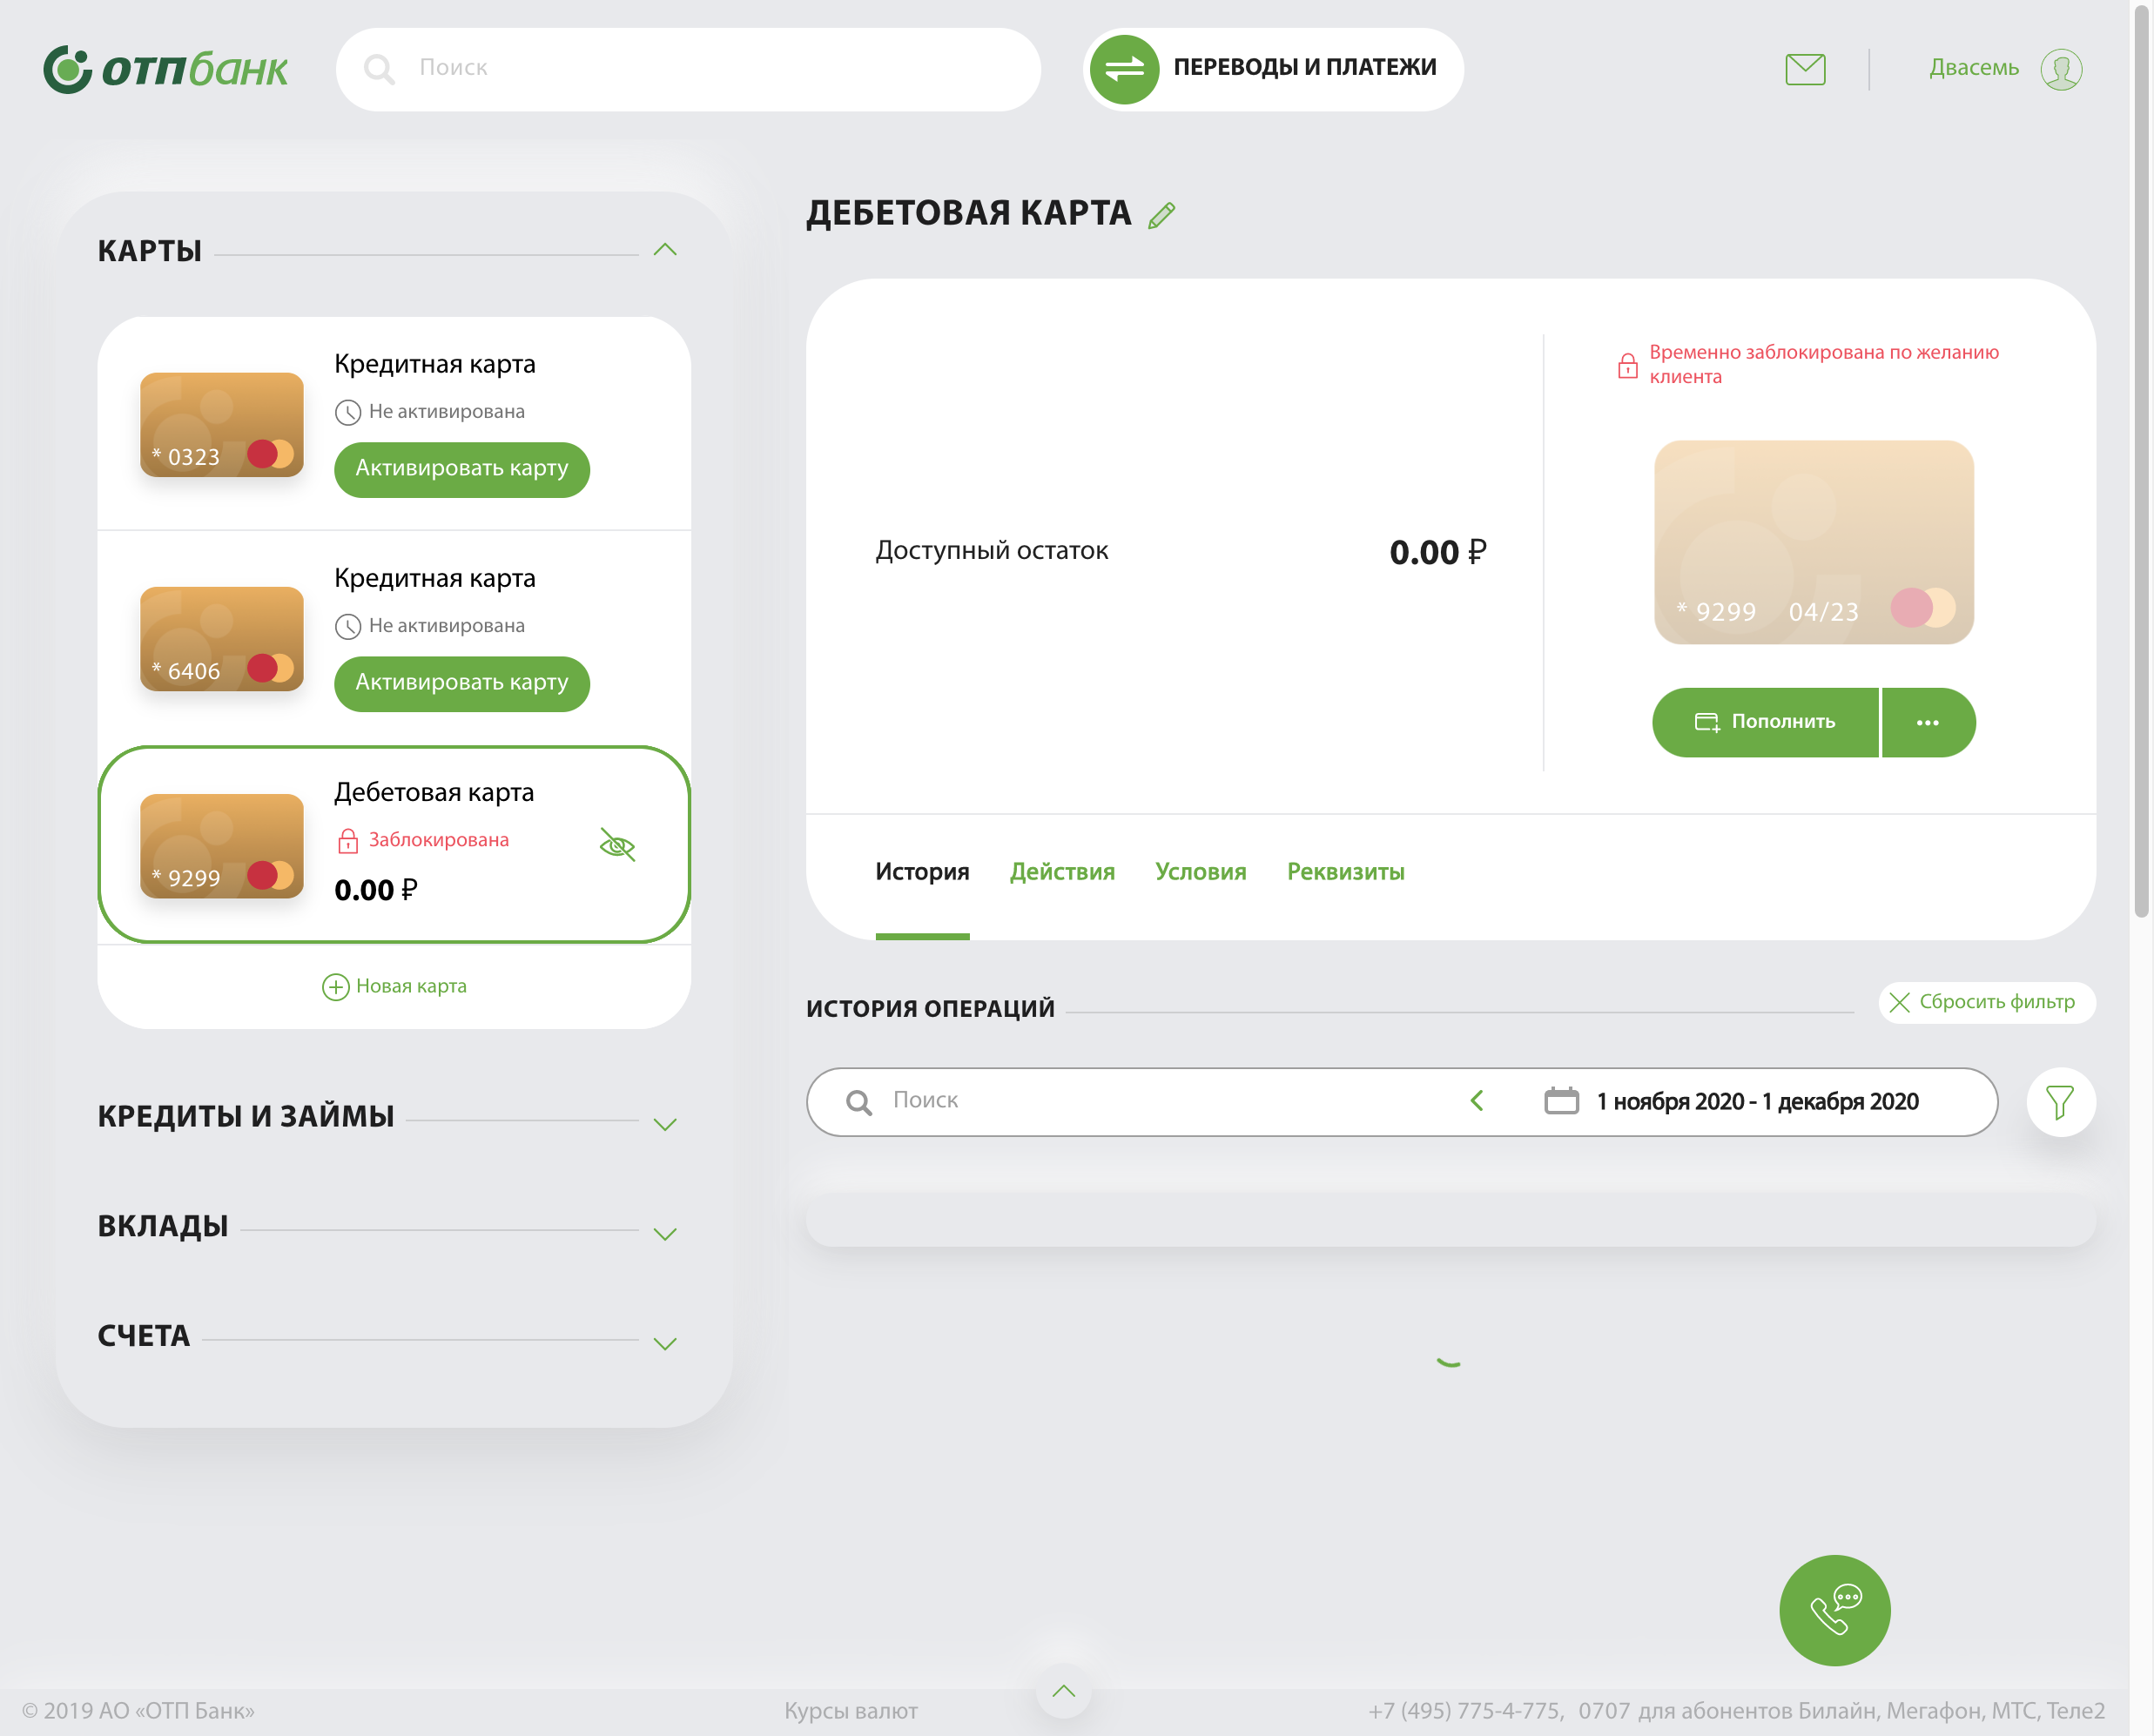 отпбанк
Поиск
ПЕРЕВОДЫ И ПЛАТЕЖИ
Двасемь
КАРТЫ
Кредитная карта
Не активирована
* 0323
Активировать карту
Кредитная карта
Не активирована
* 6406
Активировать карту
Дебетовая карта
Заблокирована
* 9299
0.00 ₽
Новая карта
КРЕДИТЫ И ЗАЙМЫ
ВКЛАДЫ
СЧЕТА
ДЕБЕТОВАЯ КАРТА
Доступный остаток 0.00 ₽
Временно заблокирована по желанию
клиента
* 9299 04/23
Пополнить
История Действия Условия Реквизиты
ИСТОРИЯ ОПЕРАЦИЙ
Сбросить фильтр
Поиск
1 ноября 2020 - 1 декабря 2020
© 2019 АО «ОТП Банк»
Курсы валют
+7 (495) 775-4-775, 0707 для абонентов Билайн, Мегафон, МТС, Теле2